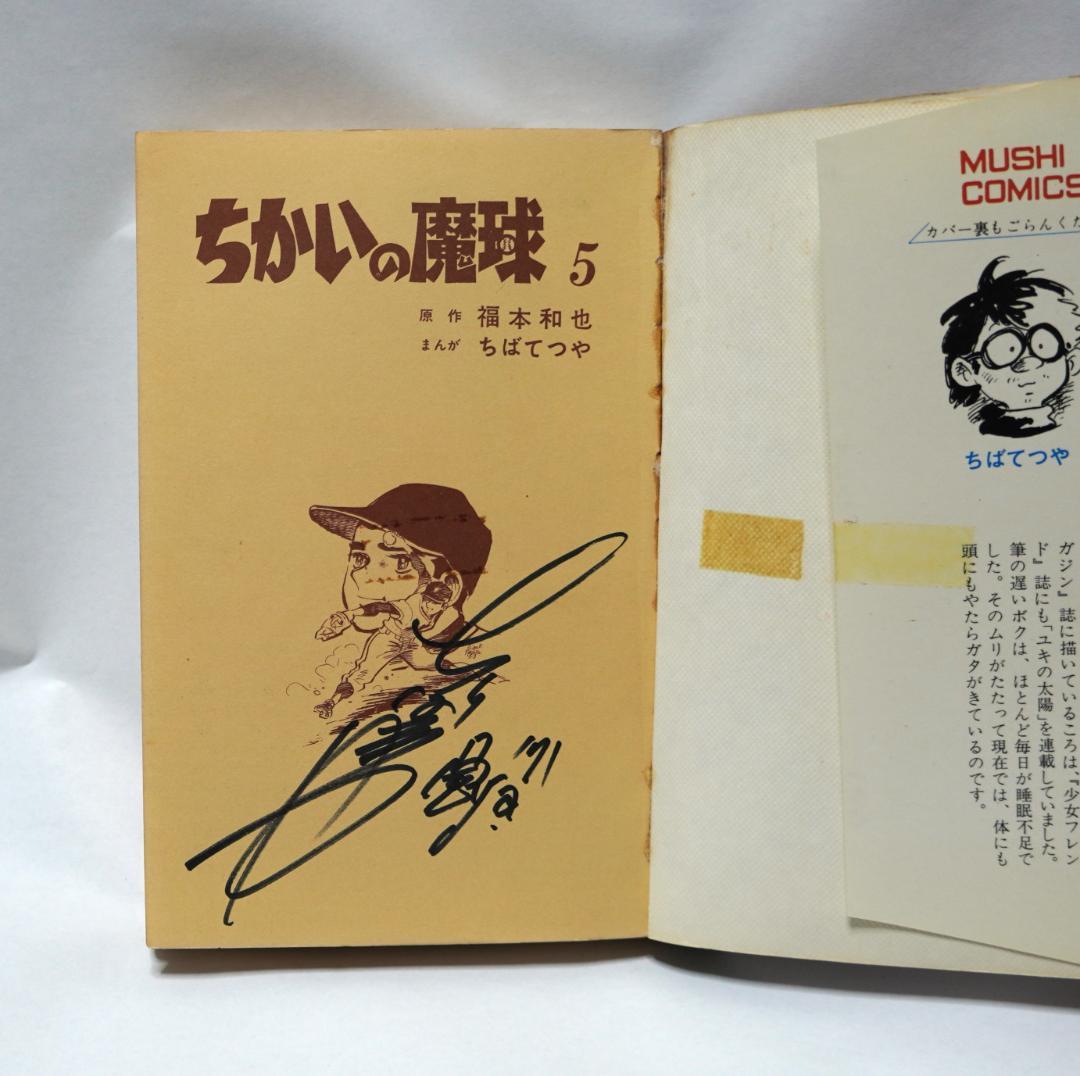 ちかいの魔球 5
原作 福本和也
まんが ちばてつや
'71
MUSHI
COMICS
カバー裏もごらんくだ
ちばてつや
ガジン』誌に描いているころは、『少女フレン
ド』誌にも「ユキの太陽」を連載していました。
筆の遅いボクは、ほとんど毎日が睡眠不足で
した。そのムリがたたって現在では、体にも
頭にもやたらガタがきているのです。